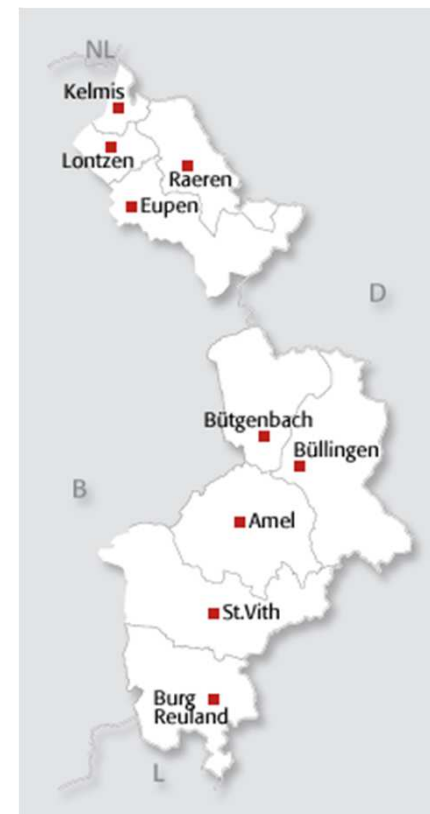 NL
Kelmis
Lontzen
Raeren
Eupen
D
Bütgenbach
Büllingen
B
Amel
St.Vith
Burg
Reuland
L